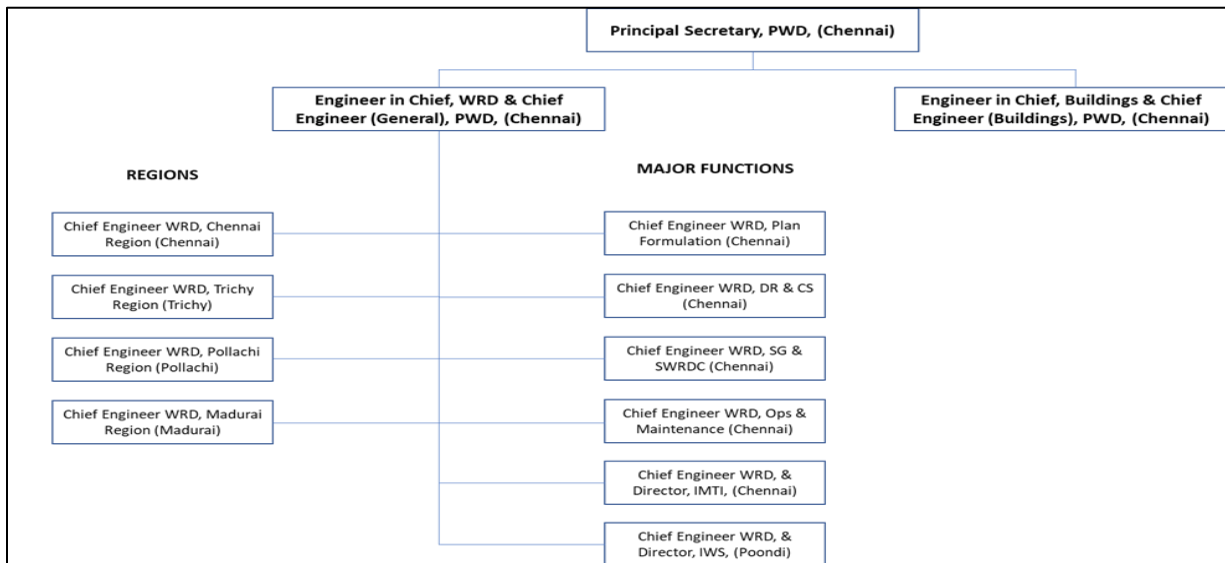 Principal Secretary, PWD, (Chennai)
Engineer in Chief, WRD & Chief
Engineer (General), PWD, (Chennai)
Engineer in Chief, Buildings & Chief
Engineer (Buildings), PWD, (Chennai)
REGIONS
Chief Engineer WRD, Chennai
Region (Chennai)
Chief Engineer WRD, Trichy
Region (Trichy)
Chief Engineer WRD, Pollachi
Region (Pollachi)
Chief Engineer WRD, Madurai
Region (Madurai)
MAJOR FUNCTIONS
Chief Engineer WRD, Plan
Formulation (Chennai)
Chief Engineer WRD, DR & CS
(Chennai)
Chief Engineer WRD, SG &
SWRDC (Chennai)
Chief Engineer WRD, Ops &
Maintenance (Chennai)
Chief Engineer WRD, &
Director, IMTI, (Chennai)
Chief Engineer WRD, &
Director, IWS, (Poondi)